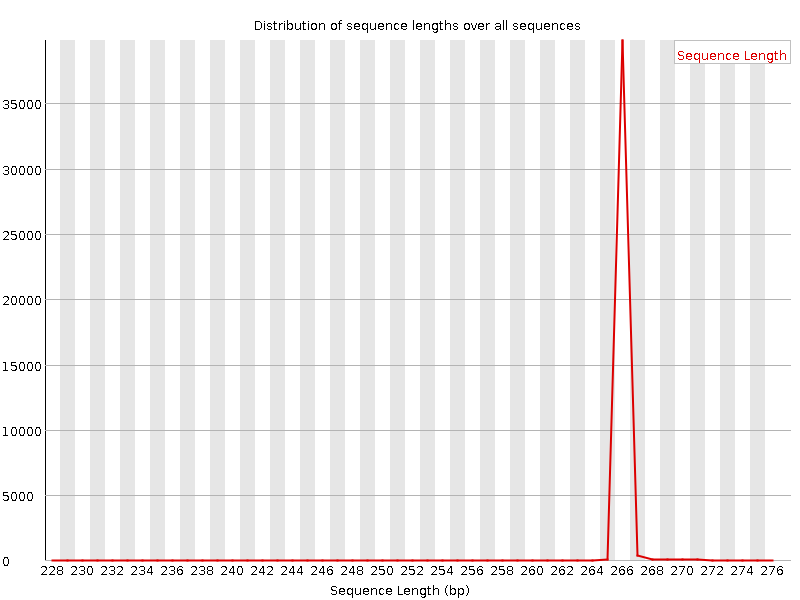 Distribution of sequence lengths over all sequences
Sequence Length
35000
30000
25000
20000
15000
10000
5000
0
228 230 232 234 236 238 240 242 244 246 248 250 252 254 256 258 260 262 264 266 268 270 272 274 276
Sequence Length (bp)